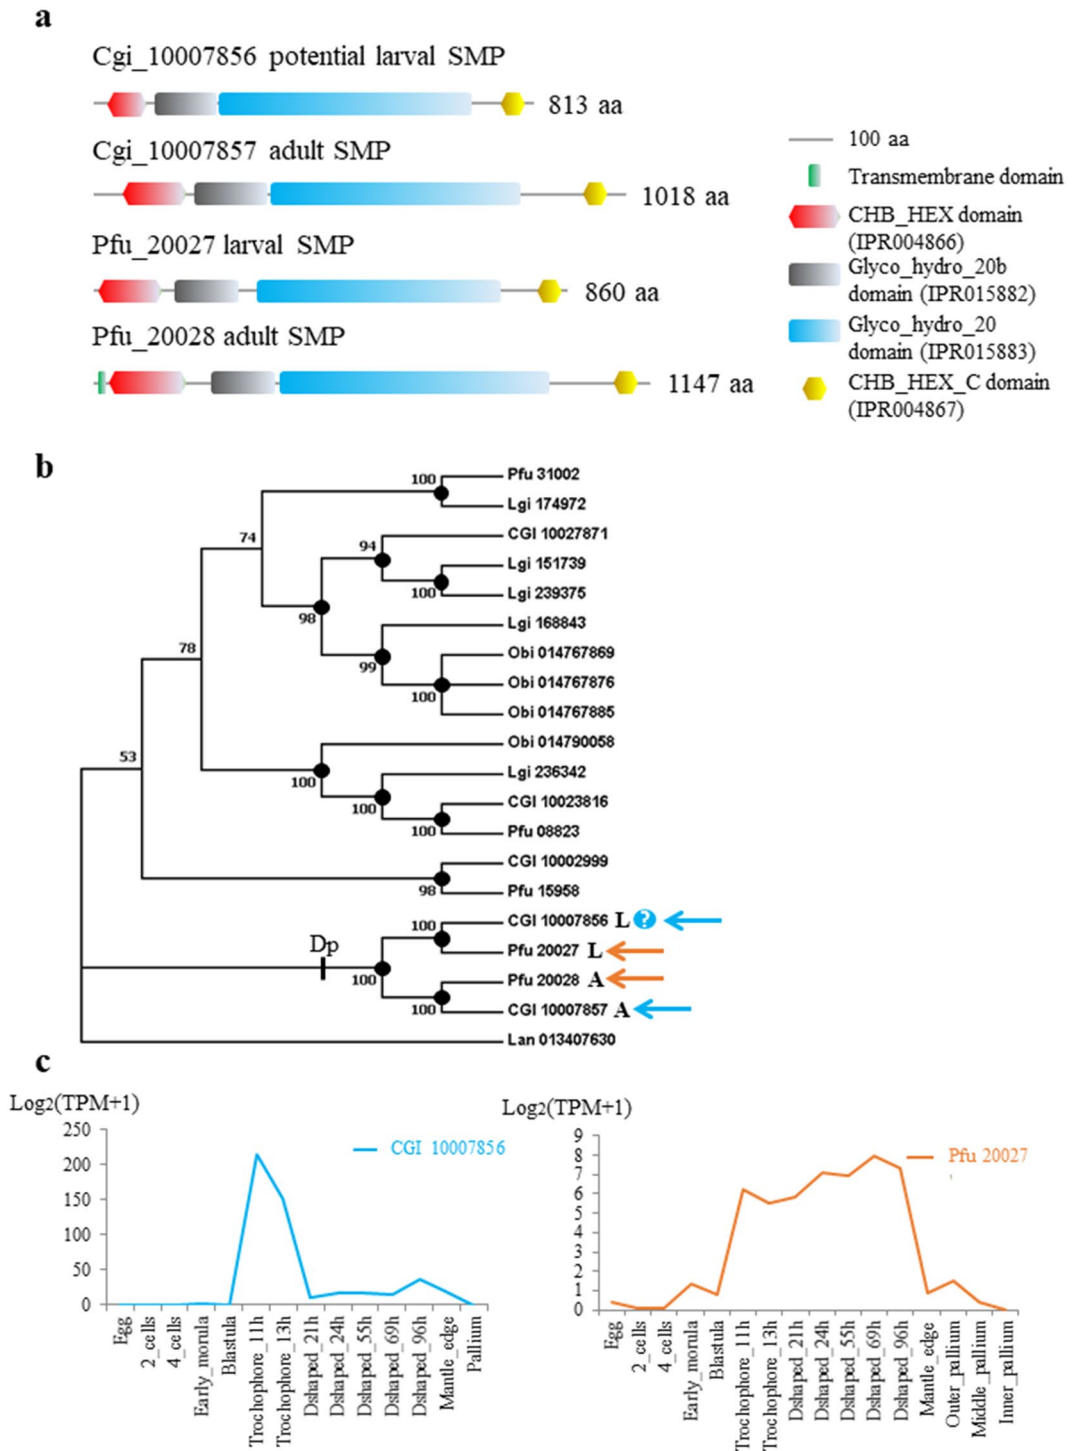 a
Cgi_10007856 potential larval SMP
813 aa
Cgi_10007857 adult SMP
1018 aa
Pfu_20027 larval SMP
860 aa
Pfu_20028 adult SMP
1147 aa
100 aa
Transmembrane domain
CHB_HEX domain
(IPR004866)
Glyco_hydro_20b
domain (IPR015882)
Glyco_hydro_20
domain (IPR015883)
CHB_HEX_C domain
(IPR004867)
b
100
Pfu 31002
Lgi 174972
74
CGI 10027871
94
Lgi 151739
100
Lgi 239375
98
Lgi 168843
99
Obi 014767869
Obi 014767876
100
Obi 014767885
78
Obi 014790058
100
Lgi 236342
100
CGI 10023816
100
Pfu 08823
53
CGI 10002999
98
Pfu 15958
100
CGI 10007856 L ?
Pfu 20027 L
Dp
100
Pfu 20028 A
100
CGI 10007857 A
Lan 013407630
c
Log2(TPM+1)
250
200
150
100
50
0
CGI 10007856
Egg
2_cells
4_cells
Early_morula
Blastula
Trochophore_11h
Trochophore_13h
Dshaped_21h
Dshaped_24h
Dshaped_55h
Dshaped_69h
Dshaped_96h
Mantle_edge
Pallium
Log2(TPM+1)
9
8
7
6
5
4
3
2
1
0
Pfu 20027
Egg
2_cells
4_cells
Early_morula
Blastula
Trochophore_11h
Trochophore_13h
Dshaped_21h
Dshaped_24h
Dshaped_55h
Dshaped_69h
Dshaped_96h
Mantle_edge
Outer_pallium
Middle_pallium
Inner_pallium